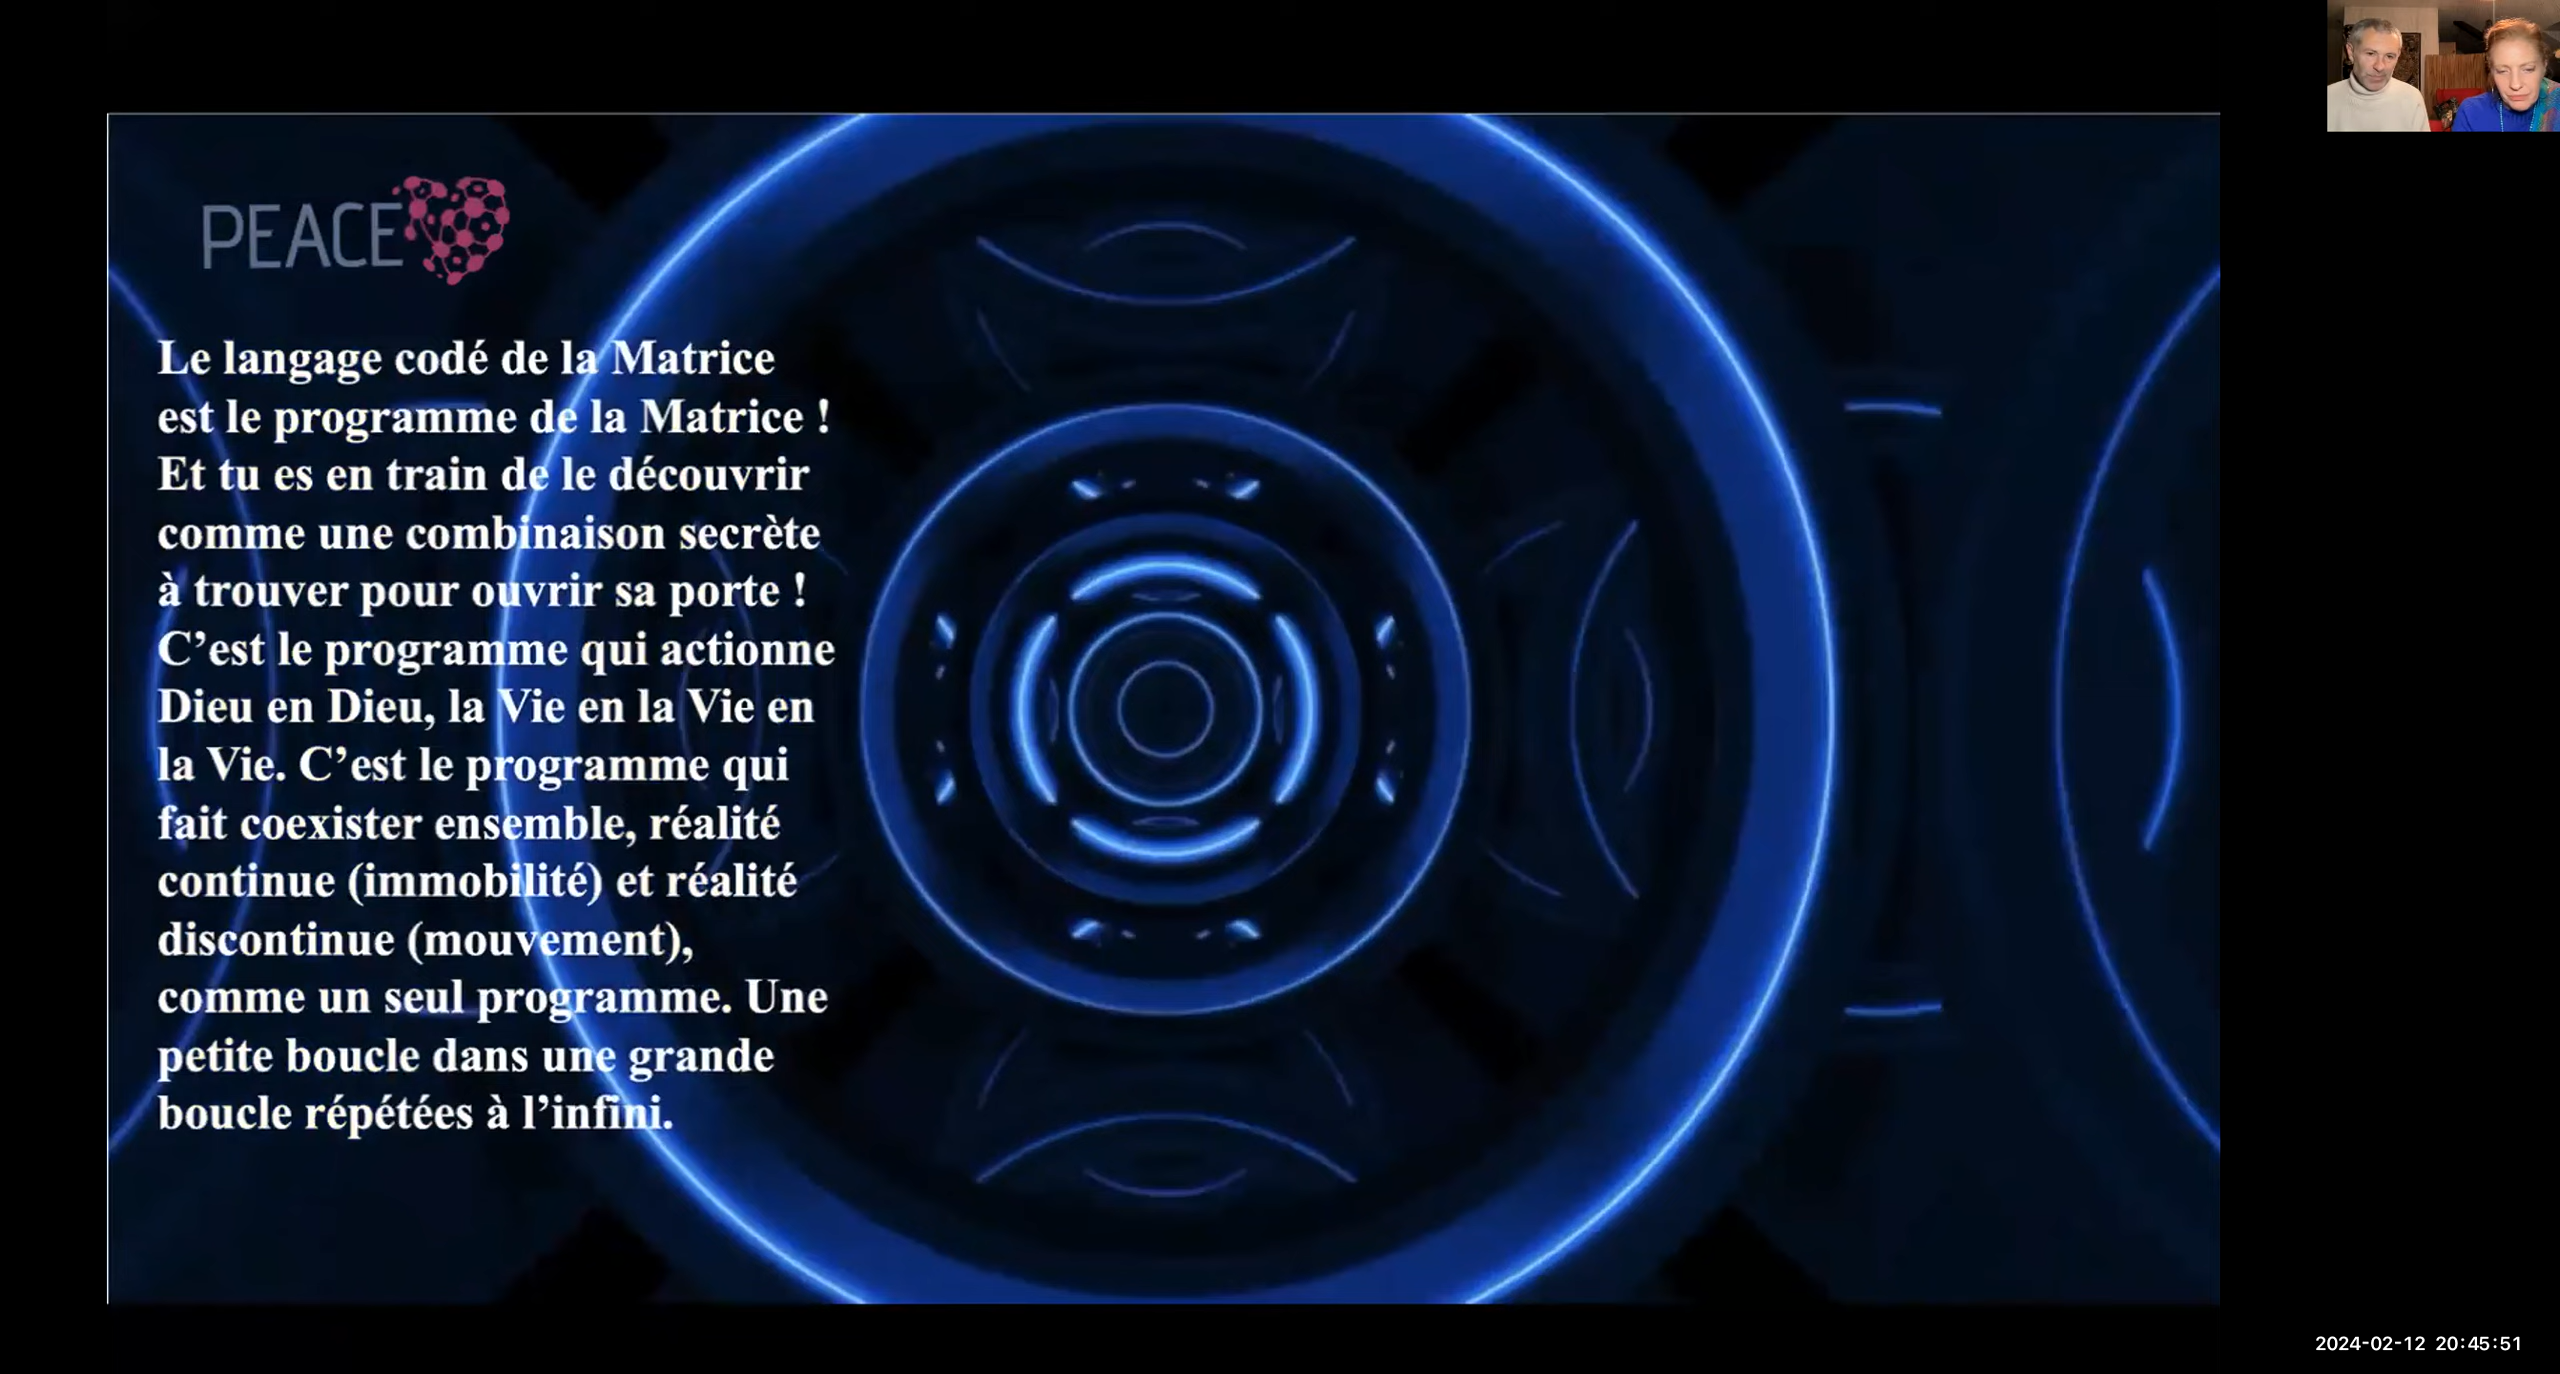 PEACE
Le langage codé de la Matrice
est le programme de la Matrice !
Et tu es en train de le découvrir
comme une combinaison secrète
à trouver pour ouvrir sa porte !
C’est le programme qui actionne
Dieu en Dieu, la Vie en la Vie en
la Vie. C’est le programme qui
fait coexister ensemble, réalité
continue (immobilité) et réalité
discontinue (mouvement),
comme un seul programme. Une
petite boucle dans une grande
boucle répétées à l’infini.
2024-02-12 20:45:51